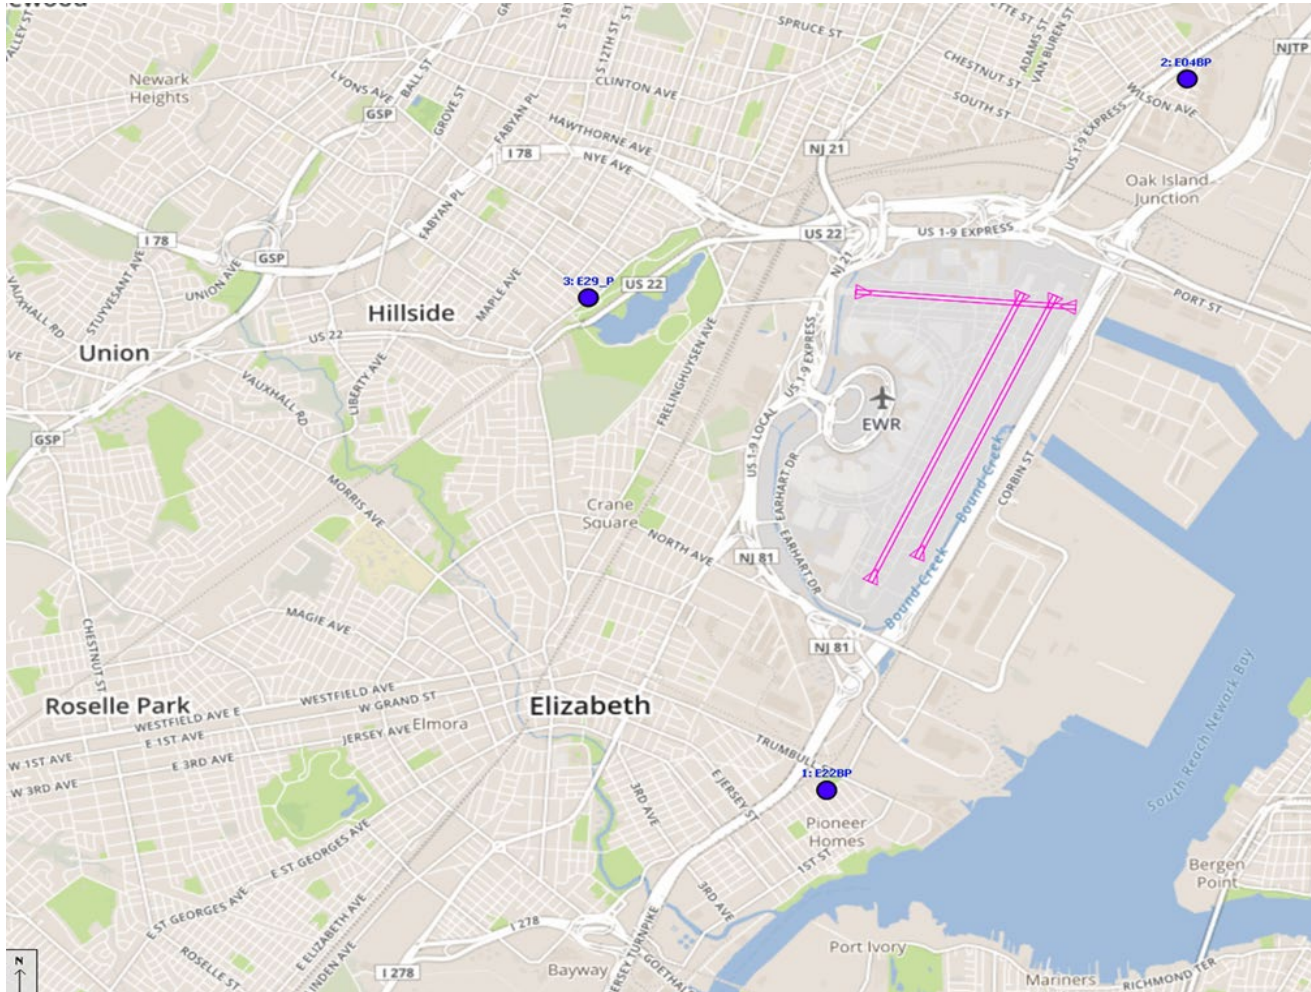 NJTP
SPRUCE ST
ADAMS ST
VAN BUREN ST
2: E04BP
Newark
Heights
LYONS AVE
BALL ST
S 12TH ST
CLINTON AVE
CHESTNUT ST
SOUTH ST
WILSON AVE
GSP
GROVE ST
FABYAN PL
HAWTHORNE AVE
NJ 21
US 1-9 EXPRESS
I 78
NYE AVE
Oak Island
Junction
FABYAN PL
I 78
GSP
US 22
US 1-9 EXPRESS
STUYVESANT AVE
UNION AVE
MAPLE AVE
3: E29_P
US 22
NJ 21
PORT ST
VAUXHALL RD
Hillside
US 22
Union
LIBERTY AVE
VAUXHALL RD
FRELINGHUYSEN AVE
US 1-9 EXPRESS
EWR
GSP
US 1-9 LOCAL
EARHART DR
Bound Creek
CORBIN ST
MORRIS AVE
Crane
Square
NORTH AVE
NJ 81
EARHART DR
Bound Creek
MAGIE AVE
CHESTNUT ST
NJ 81
Roselle Park
WESTFIELD AVE
W GRAND ST
Elizabeth
WESTFIELD AVE E
E 1ST AVE
JERSEY AVE
Elmora
W 1ST AVE
E 3RD AVE
W 3RD AVE
TRUMBULL ST
1: E22BP
E JERSEY ST
3RD AVE
South Reach Newark Bay
Pioneer
Homes
1ST ST
E ST GEORGES AVE
Bergen
Point
E ST GEORGES AVE
3RD AVE
E ELIZABETH AVE
I 278
ROSELLE ST
LINDEN AVE
I 278
Bayway
Port Ivory
Mariners
RICHMOND TER
N